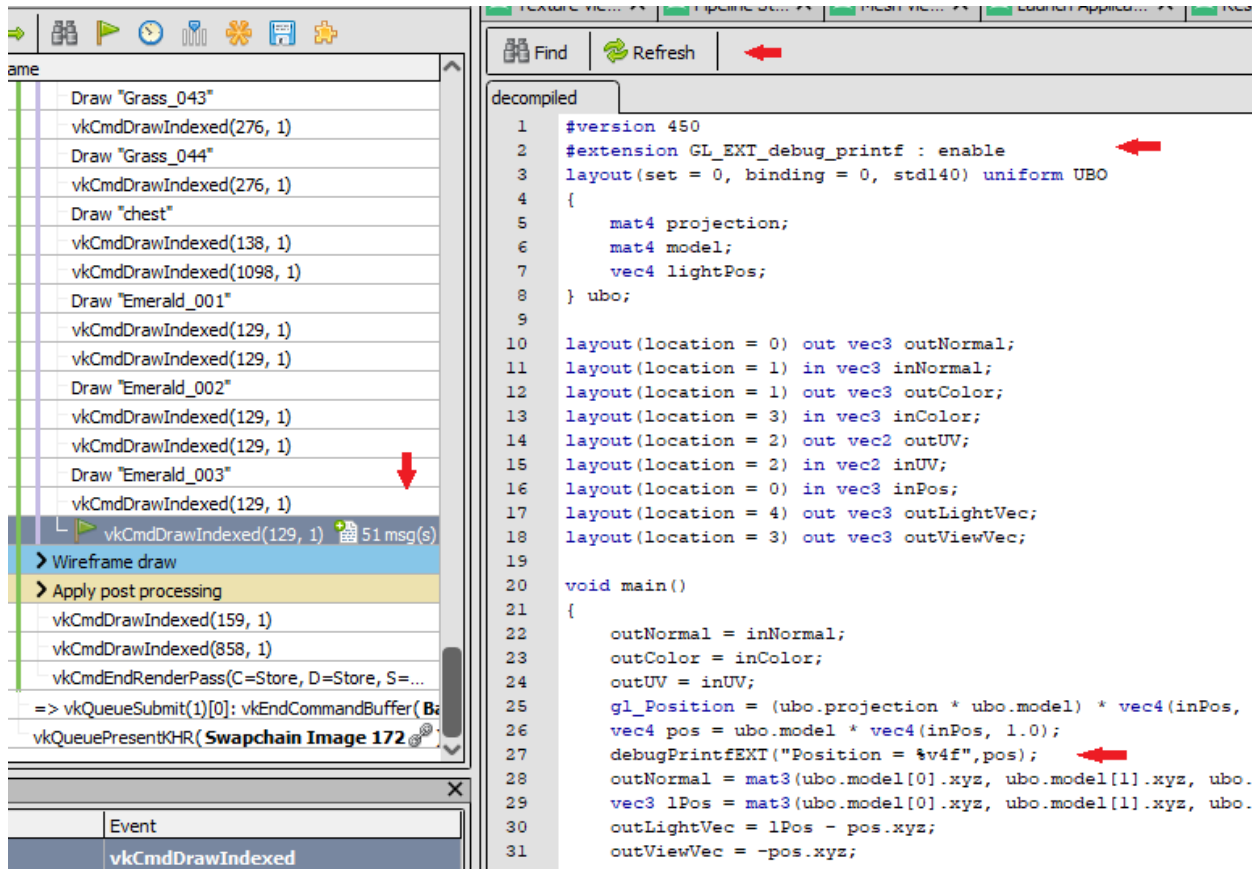 ame
Draw "Grass_043"
vkCmdDrawIndexed(276, 1)
Draw "Grass_044"
vkCmdDrawIndexed(276, 1)
Draw "chest"
vkCmdDrawIndexed(138, 1)
vkCmdDrawIndexed(1098, 1)
Draw "Emerald_001"
vkCmdDrawIndexed(129, 1)
vkCmdDrawIndexed(129, 1)
Draw "Emerald_002"
vkCmdDrawIndexed(129, 1)
vkCmdDrawIndexed(129, 1)
Draw "Emerald_003"
vkCmdDrawIndexed(129, 1)
vkCmdDrawIndexed(129, 1) 51 msg(s)
Wireframe draw
Apply post processing
vkCmdDrawIndexed(159, 1)
vkCmdDrawIndexed(858, 1)
vkCmdEndRenderPass(C=Store, D=Store, S=...
=> vkQueueSubmit(1)[0]: vkEndCommandBuffer( Ba
vkQueuePresentKHR( Swapchain Image 172 )
Event
vkCmdDrawIndexed
Texture Vie... Pipeline St... Mesh Vie... Launch Applica... Res
Find Refresh
decompiled
1 #version 450
2 #extension GL_EXT_debug_printf : enable
3 layout(set = 0, binding = 0, std140) uniform UBO
4 {
5 mat4 projection;
6 mat4 model;
7 vec4 lightPos;
8 } ubo;
9
10 layout(location = 0) out vec3 outNormal;
11 layout(location = 1) in vec3 inNormal;
12 layout(location = 1) out vec3 outColor;
13 layout(location = 3) in vec3 inColor;
14 layout(location = 2) out vec2 outUV;
15 layout(location = 2) in vec2 inUV;
16 layout(location = 0) in vec3 inPos;
17 layout(location = 4) out vec3 outLightVec;
18 layout(location = 3) out vec3 outViewVec;
19
20 void main()
21 {
22 outNormal = inNormal;
23 outColor = inColor;
24 outUV = inUV;
25 gl_Position = (ubo.projection * ubo.model) * vec4(inPos,
26 vec4 pos = ubo.model * vec4(inPos, 1.0);
27 debugPrintfEXT("Position = %v4f",pos);
28 outNormal = mat3(ubo.model[0].xyz, ubo.model[1].xyz, ubo.
29 vec3 lPos = mat3(ubo.model[0].xyz, ubo.model[1].xyz, ubo.
30 outLightVec = lPos - pos.xyz;
31 outViewVec = -pos.xyz;